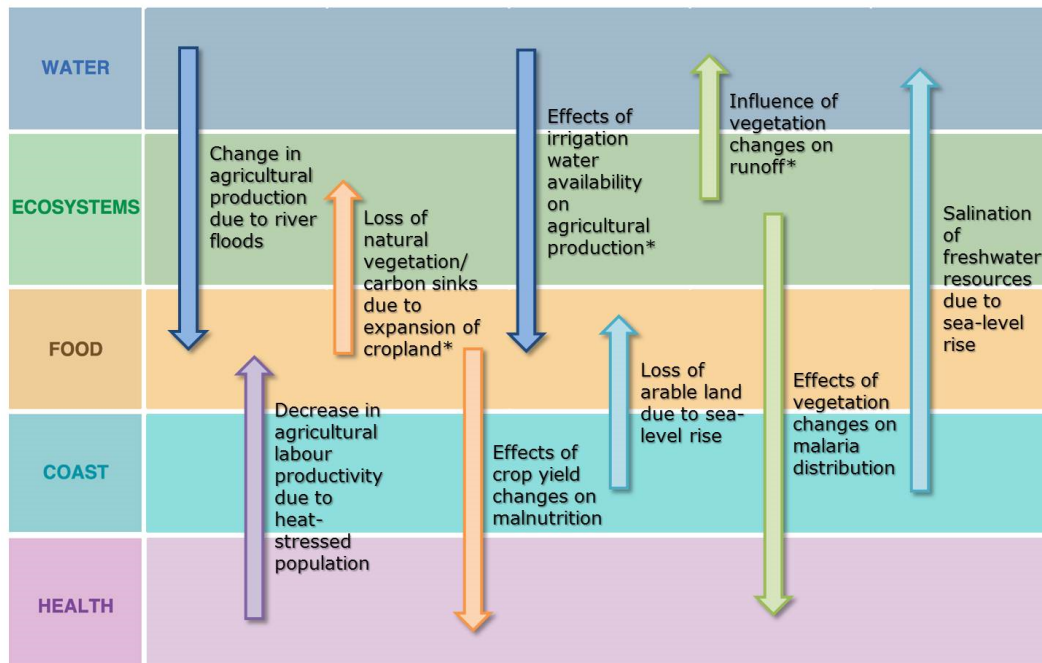 WATER
ECOSYSTEMS
FOOD
COAST
HEALTH
Change in
agricultural
production
due to river
floods
Decrease in
agricultural
labour
productivity
due to
heat-
stressed
population
Loss of
natural
vegetation/
carbon sinks
due to
expansion of
cropland*
Effects of
crop yield
changes on
malnutrition
Effects of
irrigation
water
availability
on
agricultural
production*
Loss of
arable land
due to sea-
level rise
Influence of
vegetation
changes on
runoff*
Effects of
vegetation
changes on
malaria
distribution
Salination of
freshwater
resources
due to
sea-level
rise